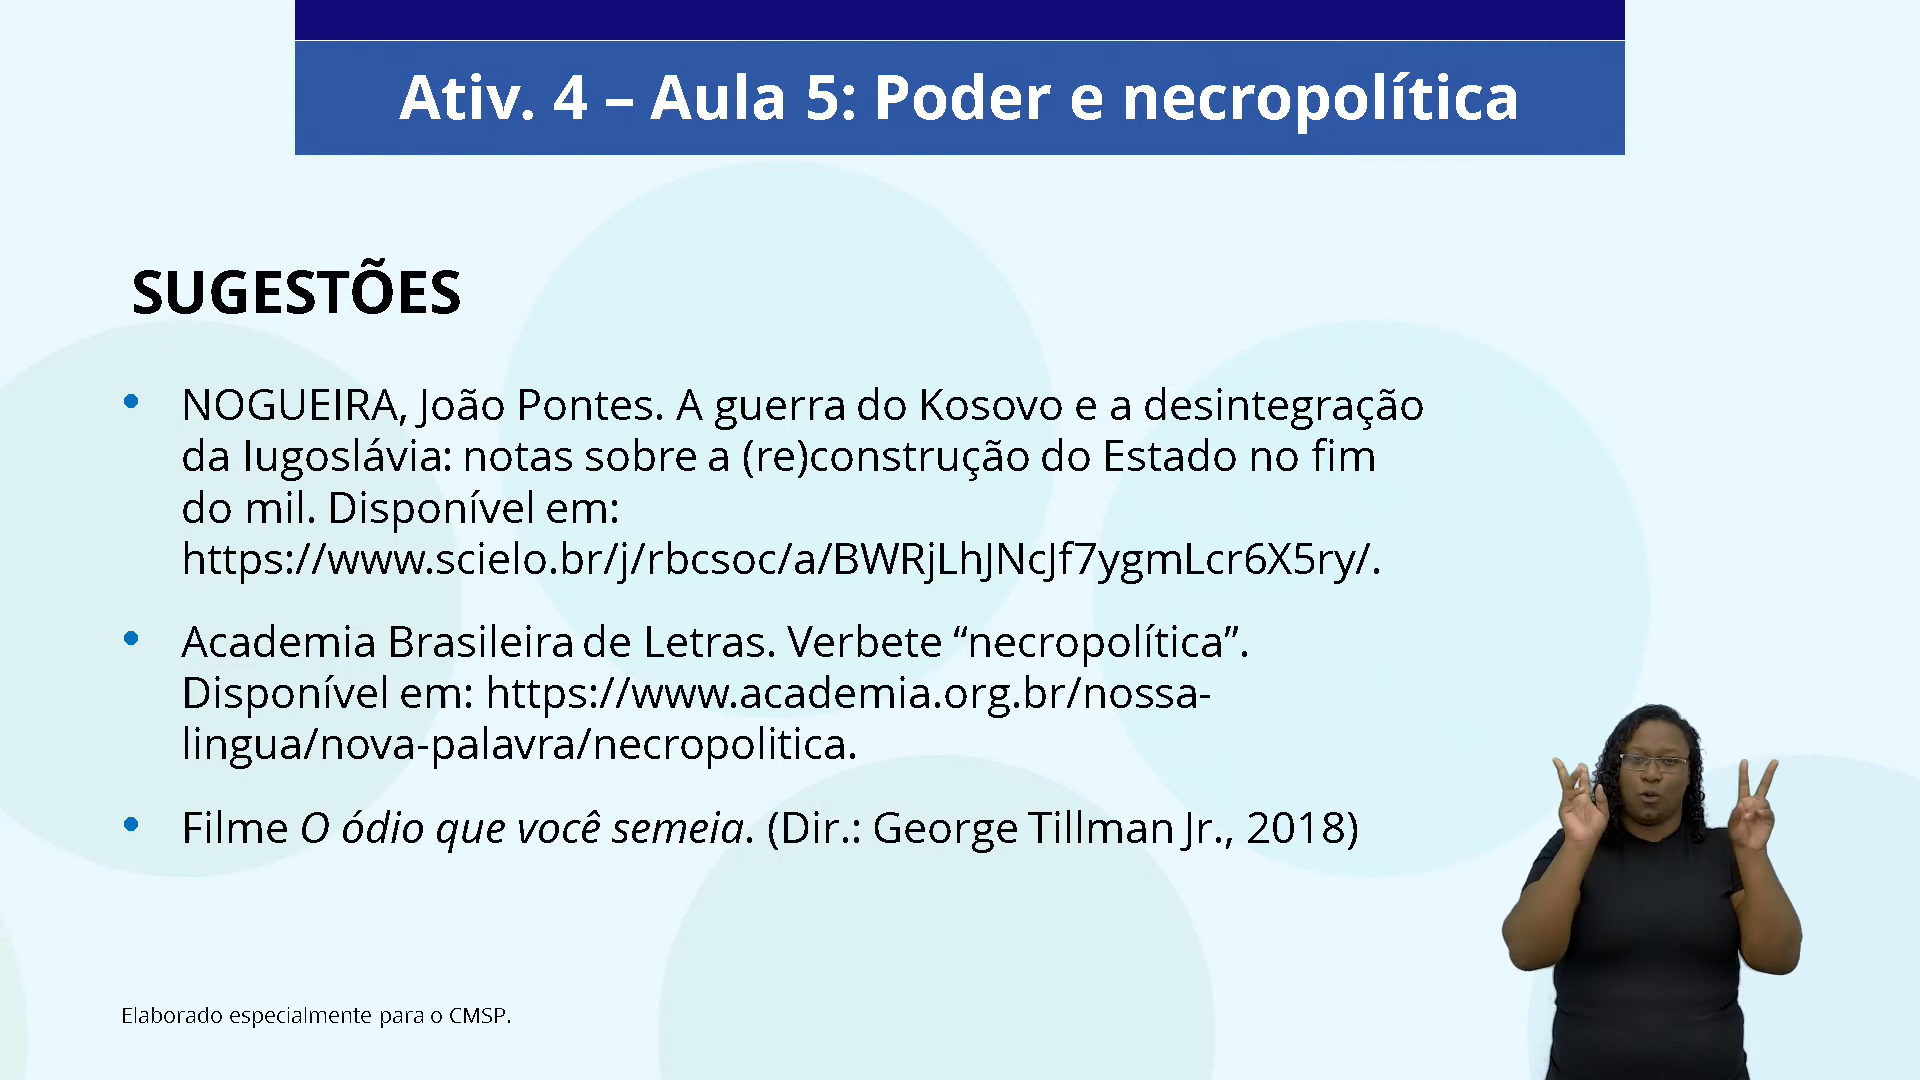 Ativ. 4 – Aula 5: Poder e necropolítica
SUGESTÕES
• NOGUEIRA, João Pontes. A guerra do Kosovo e a desintegração
da Iugoslávia: notas sobre a (re)construção do Estado no fim
do mil. Disponível em:
https://www.scielo.br/j/rbcsoc/a/BWRjLhJNcJf7ygmLcr6X5ry/.
• Academia Brasileira de Letras. Verbete “necropolítica”.
Disponível em: https://www.academia.org.br/nossa-
lingua/nova-palavra/necropolitica.
• Filme O ódio que você semeia. (Dir.: George Tillman Jr., 2018)
Elaborado especialmente para o CMSP.